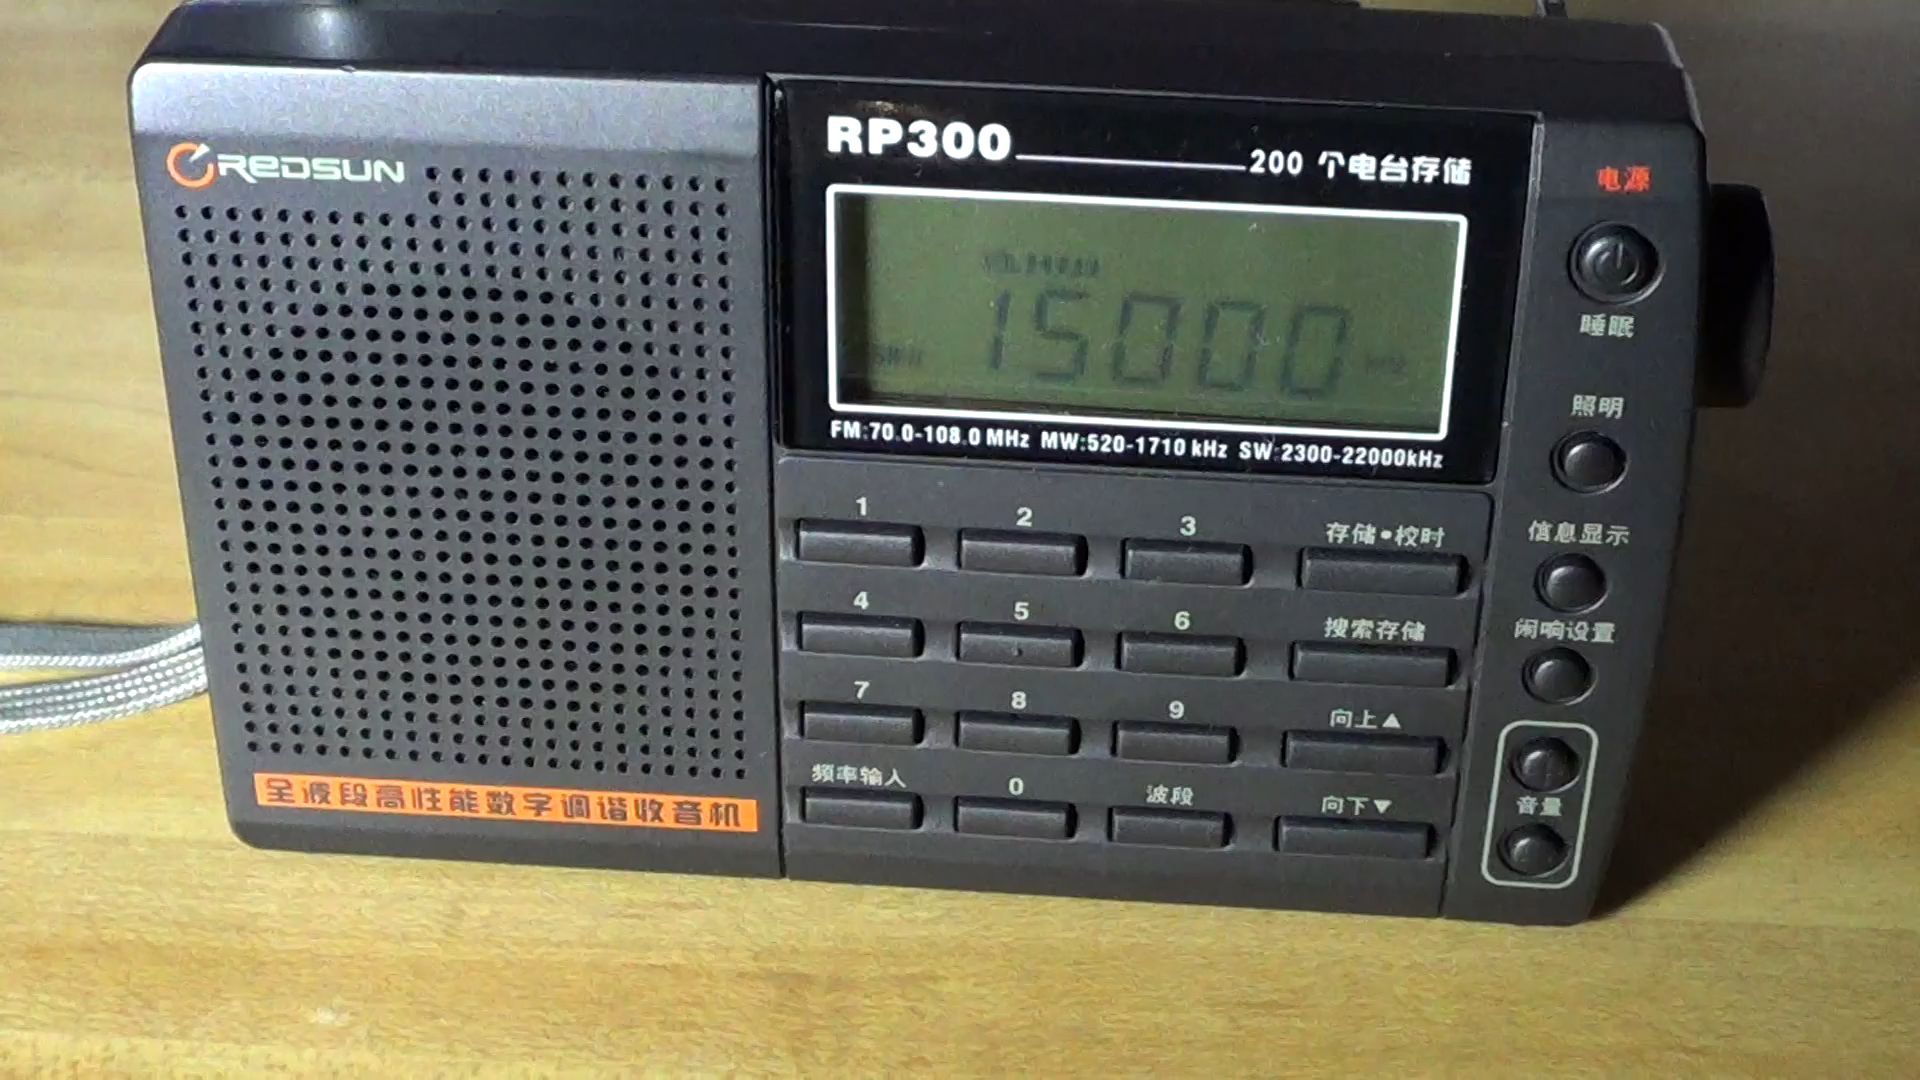 REDSUN
RP300
200 个电台存储
15000
FM:70.0-108.0 MHz MW:520-1710 kHz SW:2300-22000kHz
1
2
3
存储•校时
4
5
6
搜索存储
7
8
9
向上▲
频率输入
0
波段
向下▼
电源
睡眠
照明
信息显示
闹响设置
音量
全波段高性能数字调谐收音机